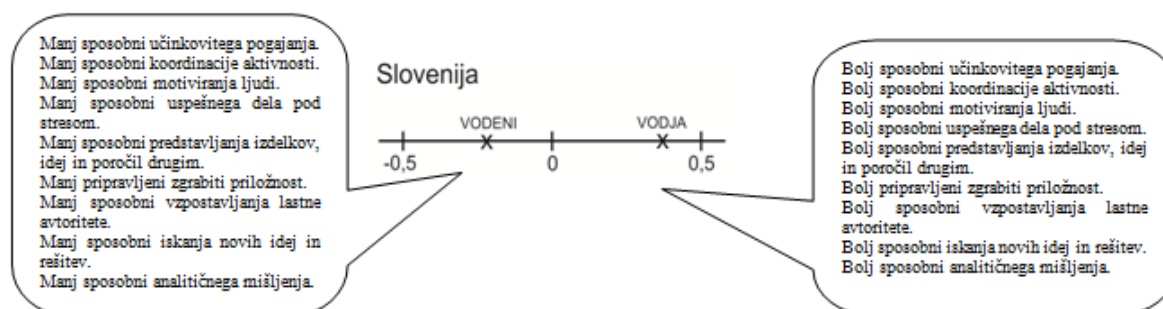 Manj sposobni učinkovitega pogajanja.
Manj sposobni koordinacije aktivnosti.
Manj sposobni motiviranja ljudi.
Manj sposobni uspešnega dela pod
stresom.
Manj sposobni predstavljanja izdelkov,
idej in poročil drugim.
Manj pripravljeni zgrabiti priložnost.
Manj sposobni vzpostavljanja lastne
avtoritete.
Manj sposobni iskanja novih idej in
rešitev.
Manj sposobni analitičnega mišljenja.
Slovenija
VODENI VODJA
-0,5 0 0,5
Bolj sposobni učinkovitega pogajanja.
Bolj sposobni koordinacije aktivnosti.
Bolj sposobni motiviranja ljudi.
Bolj sposobni uspešnega dela pod stresom.
Bolj sposobni predstavljanja izdelkov, idej
in poročil drugim.
Bolj pripravljeni zgrabiti priložnost.
Bolj sposobni vzpostavljanja lastne
avtoritete.
Bolj sposobni iskanja novih idej in rešitev.
Bolj sposobni analitičnega mišljenja.